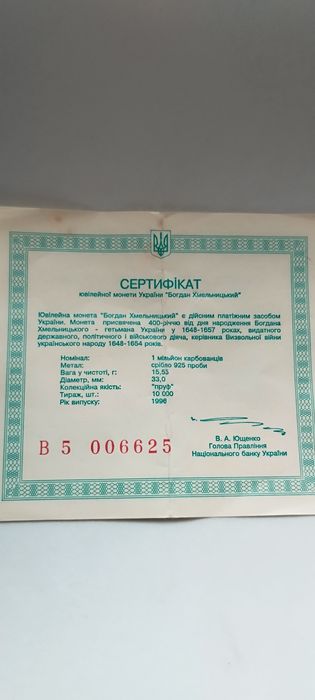 СЕРТИФІКАТ
ювілейної монети України "Богдан Хмельницький"
Ювілейна монета "Богдан Хмельницький" є дійсним платіжним засобом
України. Монета присвячена 400-річчю від дня народження Богдана
Хмельницького - гетьмана України у 1648-1657 роках, видатного
державного, політичного і військового діяча, керівника Визвольної війни
українського народу 1648-1654 років.
Номінал: 1 мільйон карбованців
Метал: срібло 925 проби
Вага у чистоті, г: 15,55
Діаметр, мм: 33,0
Колекційна якість: "пруф"
Тираж, шт.: 10 000
Рік випуску: 1996
В. А. Ющенко
Голова Правління
Національного банку України
В 5 006625